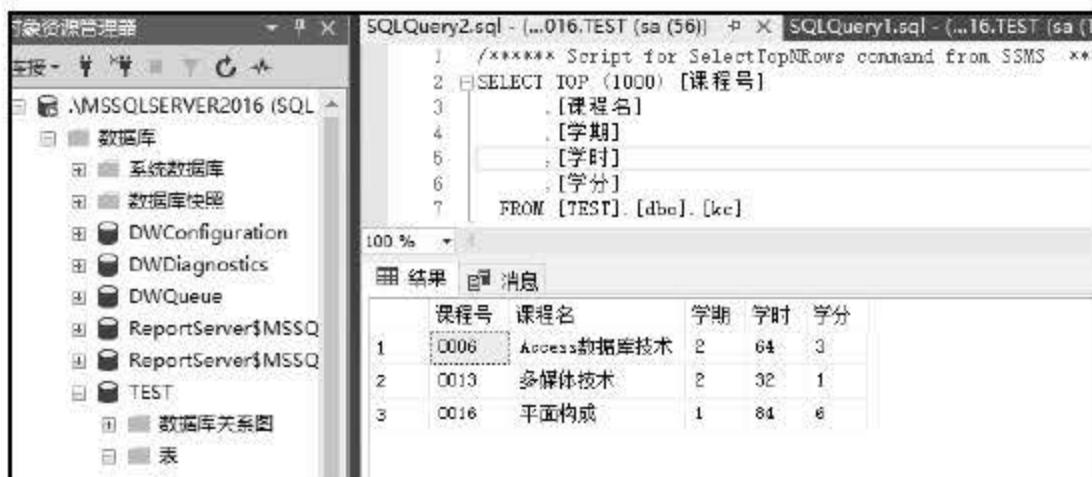 对象资源管理器
连接-
.\MSSQLSERVER2016 (SQL
数据库
系统数据库
数据库快照
DWConfiguration
DWDiagnostics
DWQueue
ReportServer$MSSQ
ReportServer$MSSQ
TEST
数据库关系图
表
SQLQuery2.sql - (...016.TEST (sa (56))
SQLQuery1.sql - (...16.TEST (sa (
1 /****** Script for SelectTopNRows command from SSMS **
2 SELECT TOP (1000) [课程号]
3 ,[课程名]
4 ,[学期]
5 ,[学时]
6 ,[学分]
7 FROM [TEST].[dbo].[kc]
100 %
结果 消息
课程号 课程名 学期 学时 学分
1 0006 Access数据库技术 2 64 3
2 0013 多媒体技术 2 32 1
3 0016 平面构成 1 84 6